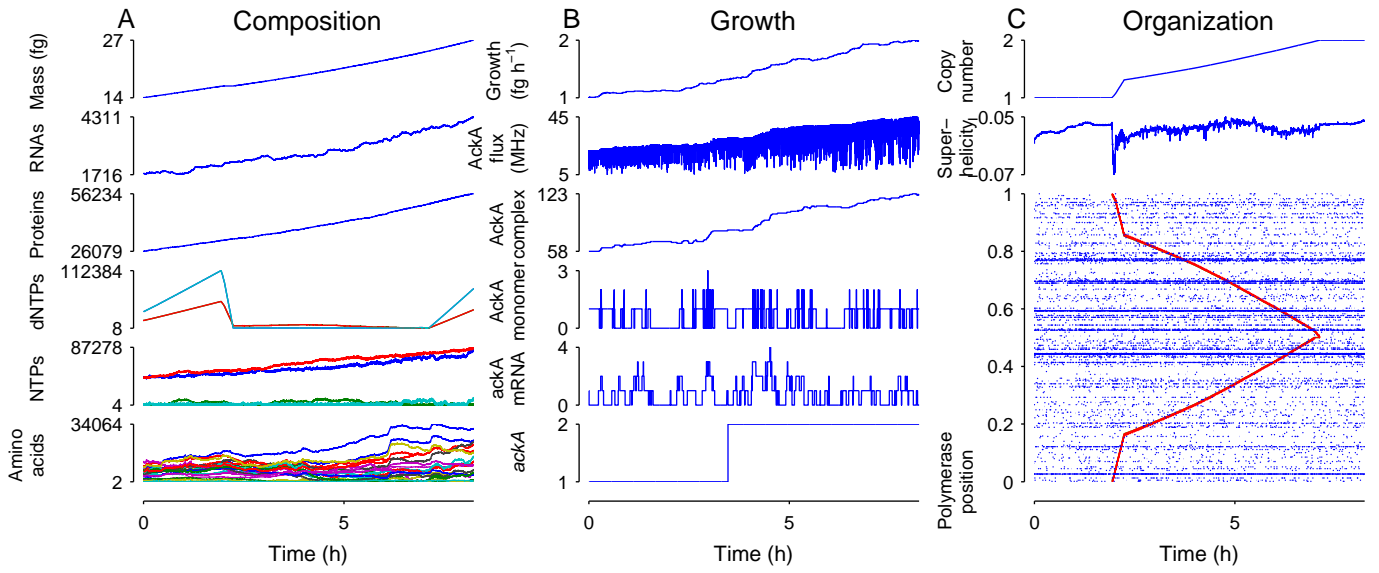 A
Composition
27
Mass (fg)
14
4311
RNAs
1716
56234
Proteins
26079
112384
dNTPs
8
87278
NTPs
4
34064
Amino
acids
2
0
5
Time (h)
B
Growth
2
Growth
(fg h⁻¹)
1
45
AckA
flux
(MHz)
5
123
AckA
complex
58
3
AckA
monomer
0
4
ackA
mRNA
0
2
ackA
1
0
5
Time (h)
C
Organization
2
Copy
number
1
−0.05
Super−
helicity
−0.07
1
0.8
0.6
0.4
0.2
0
Polymerase
position
0
5
Time (h)